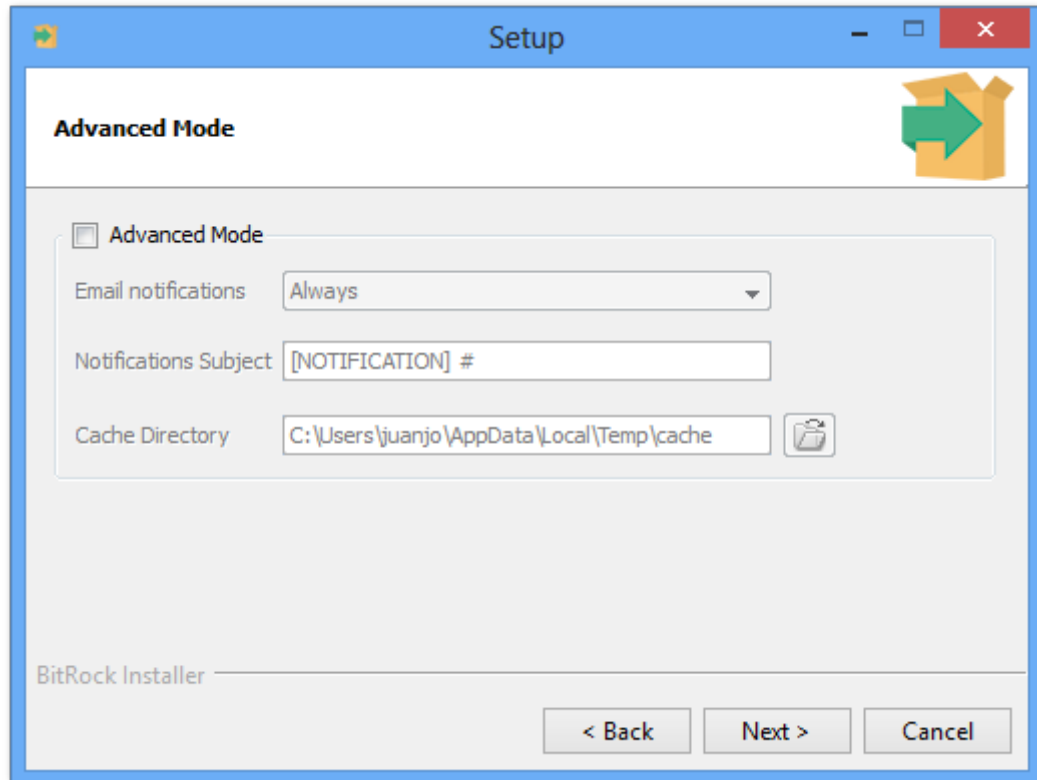 Setup
Advanced Mode
Advanced Mode
Email notifications Always
Notifications Subject [NOTIFICATION] #
Cache Directory C:\Users\juanjo\AppData\Local\Temp\cache
BitRock Installer
< Back Next > Cancel